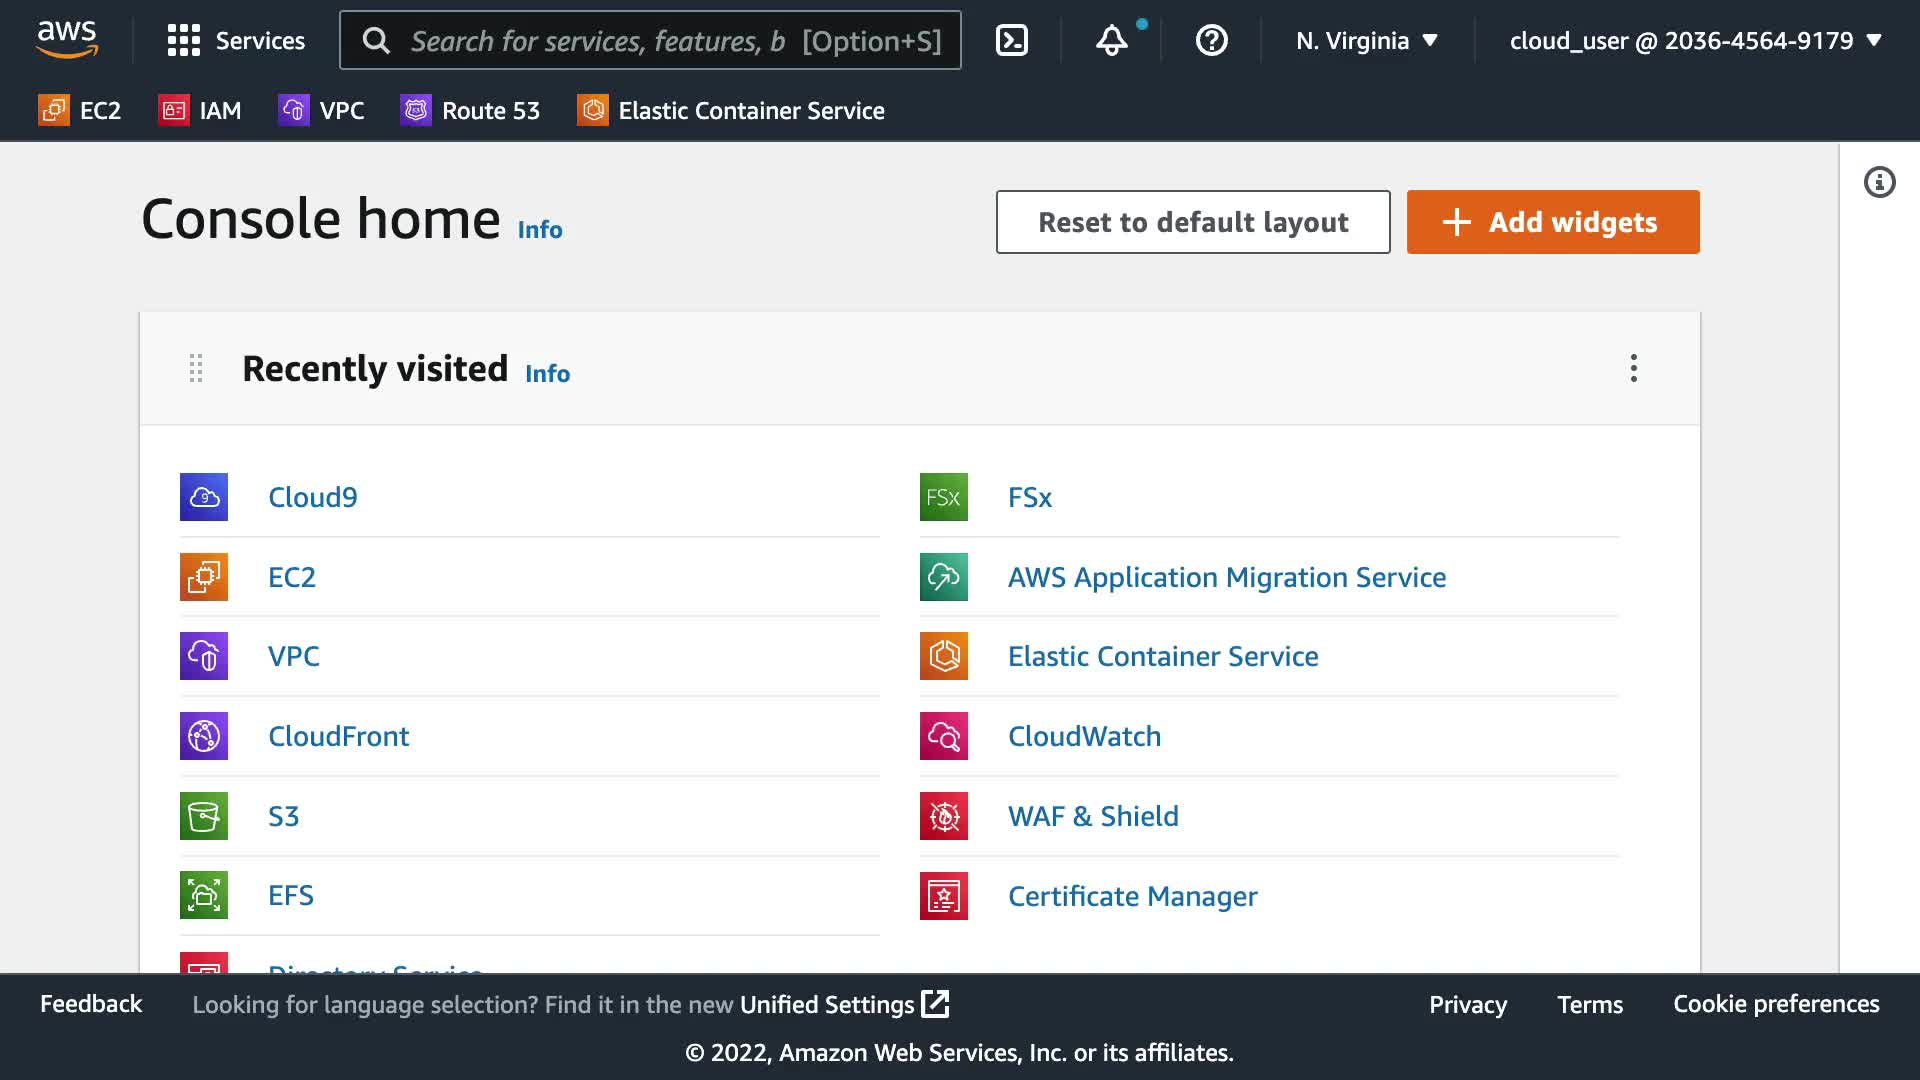 aws
Services
Search for services, features, b [Option+S]
N. Virginia
cloud_user @ 2036-4564-9179
EC2
IAM
VPC
Route 53
Elastic Container Service
Console home Info
Reset to default layout
Add widgets
Recently visited Info
Cloud9
FSx
FSx
EC2
AWS Application Migration Service
VPC
Elastic Container Service
CloudFront
CloudWatch
S3
WAF & Shield
EFS
Certificate Manager
Directory Service
Feedback
Looking for language selection? Find it in the new Unified Settings
Privacy
Terms
Cookie preferences
© 2022, Amazon Web Services, Inc. or its affiliates.